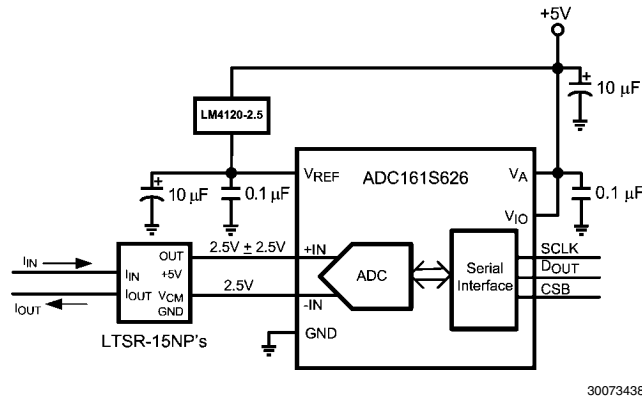 +5V
10 µF
LM4120-2.5
VREF
ADC161S626
VA
10 µF
0.1 µF
0.1 µF
VIO
IIN
OUT
2.5V ± 2.5V
+IN
SCLK
IIN
+5V
ADC
Serial
Interface
DOUT
IOUT
VCM
2.5V
-IN
CSB
IOUT
GND
GND
LTSR-15NP's
30073438